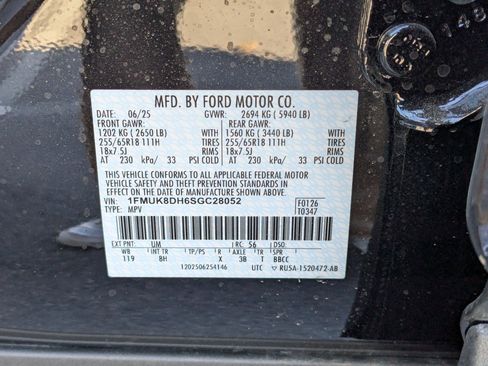 MFD. BY FORD MOTOR CO.
DATE: 06/25 GVWR: 2694 KG ( 5940 LB)
FRONT GAWR: REAR GAWR:
1202 KG ( 2650 LB) WITH 1560 KG ( 3440 LB) WITH
255/65R18 111H TIRES 255/65R18 111H TIRES
18x7.5J RIMS 18x7.5J RIMS
AT 230 kPa/ 33 PSI COLD AT 230 kPa/ 33 PSI COLD
THIS VEHICLE CONFORMS TO ALL APPLICABLE FEDERAL MOTOR
VEHICLE SAFETY AND THEFT PREVENTION STANDARDS IN
EFFECT ON THE DATE OF MANUFACTURE SHOWN ABOVE.
VIN: 1FMUK8DH6SGC28052 F0126
TYPE: MPV T0347
EXT PNT: UM RC: 56 DSO:
WB INT TR TP/PS R AXLE TR SPR
119 8H X 3B T BBCC
1202506254146 UTC RU5A-1520472-AB